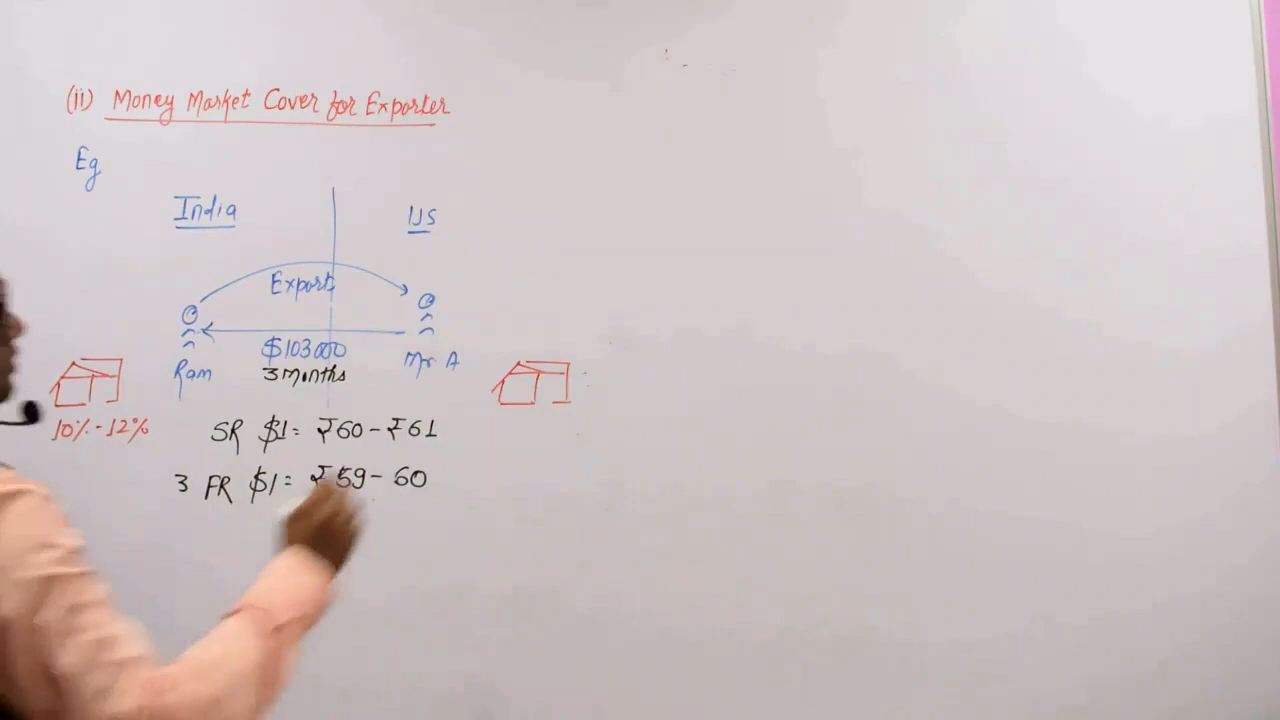 (ii) Money Market Cover for Exporter
Eg
India US
Export
$103000
Ram Mr A
3 Months
10%-12%
SR $1= ₹60-₹61
3 FR $1= ₹59-60